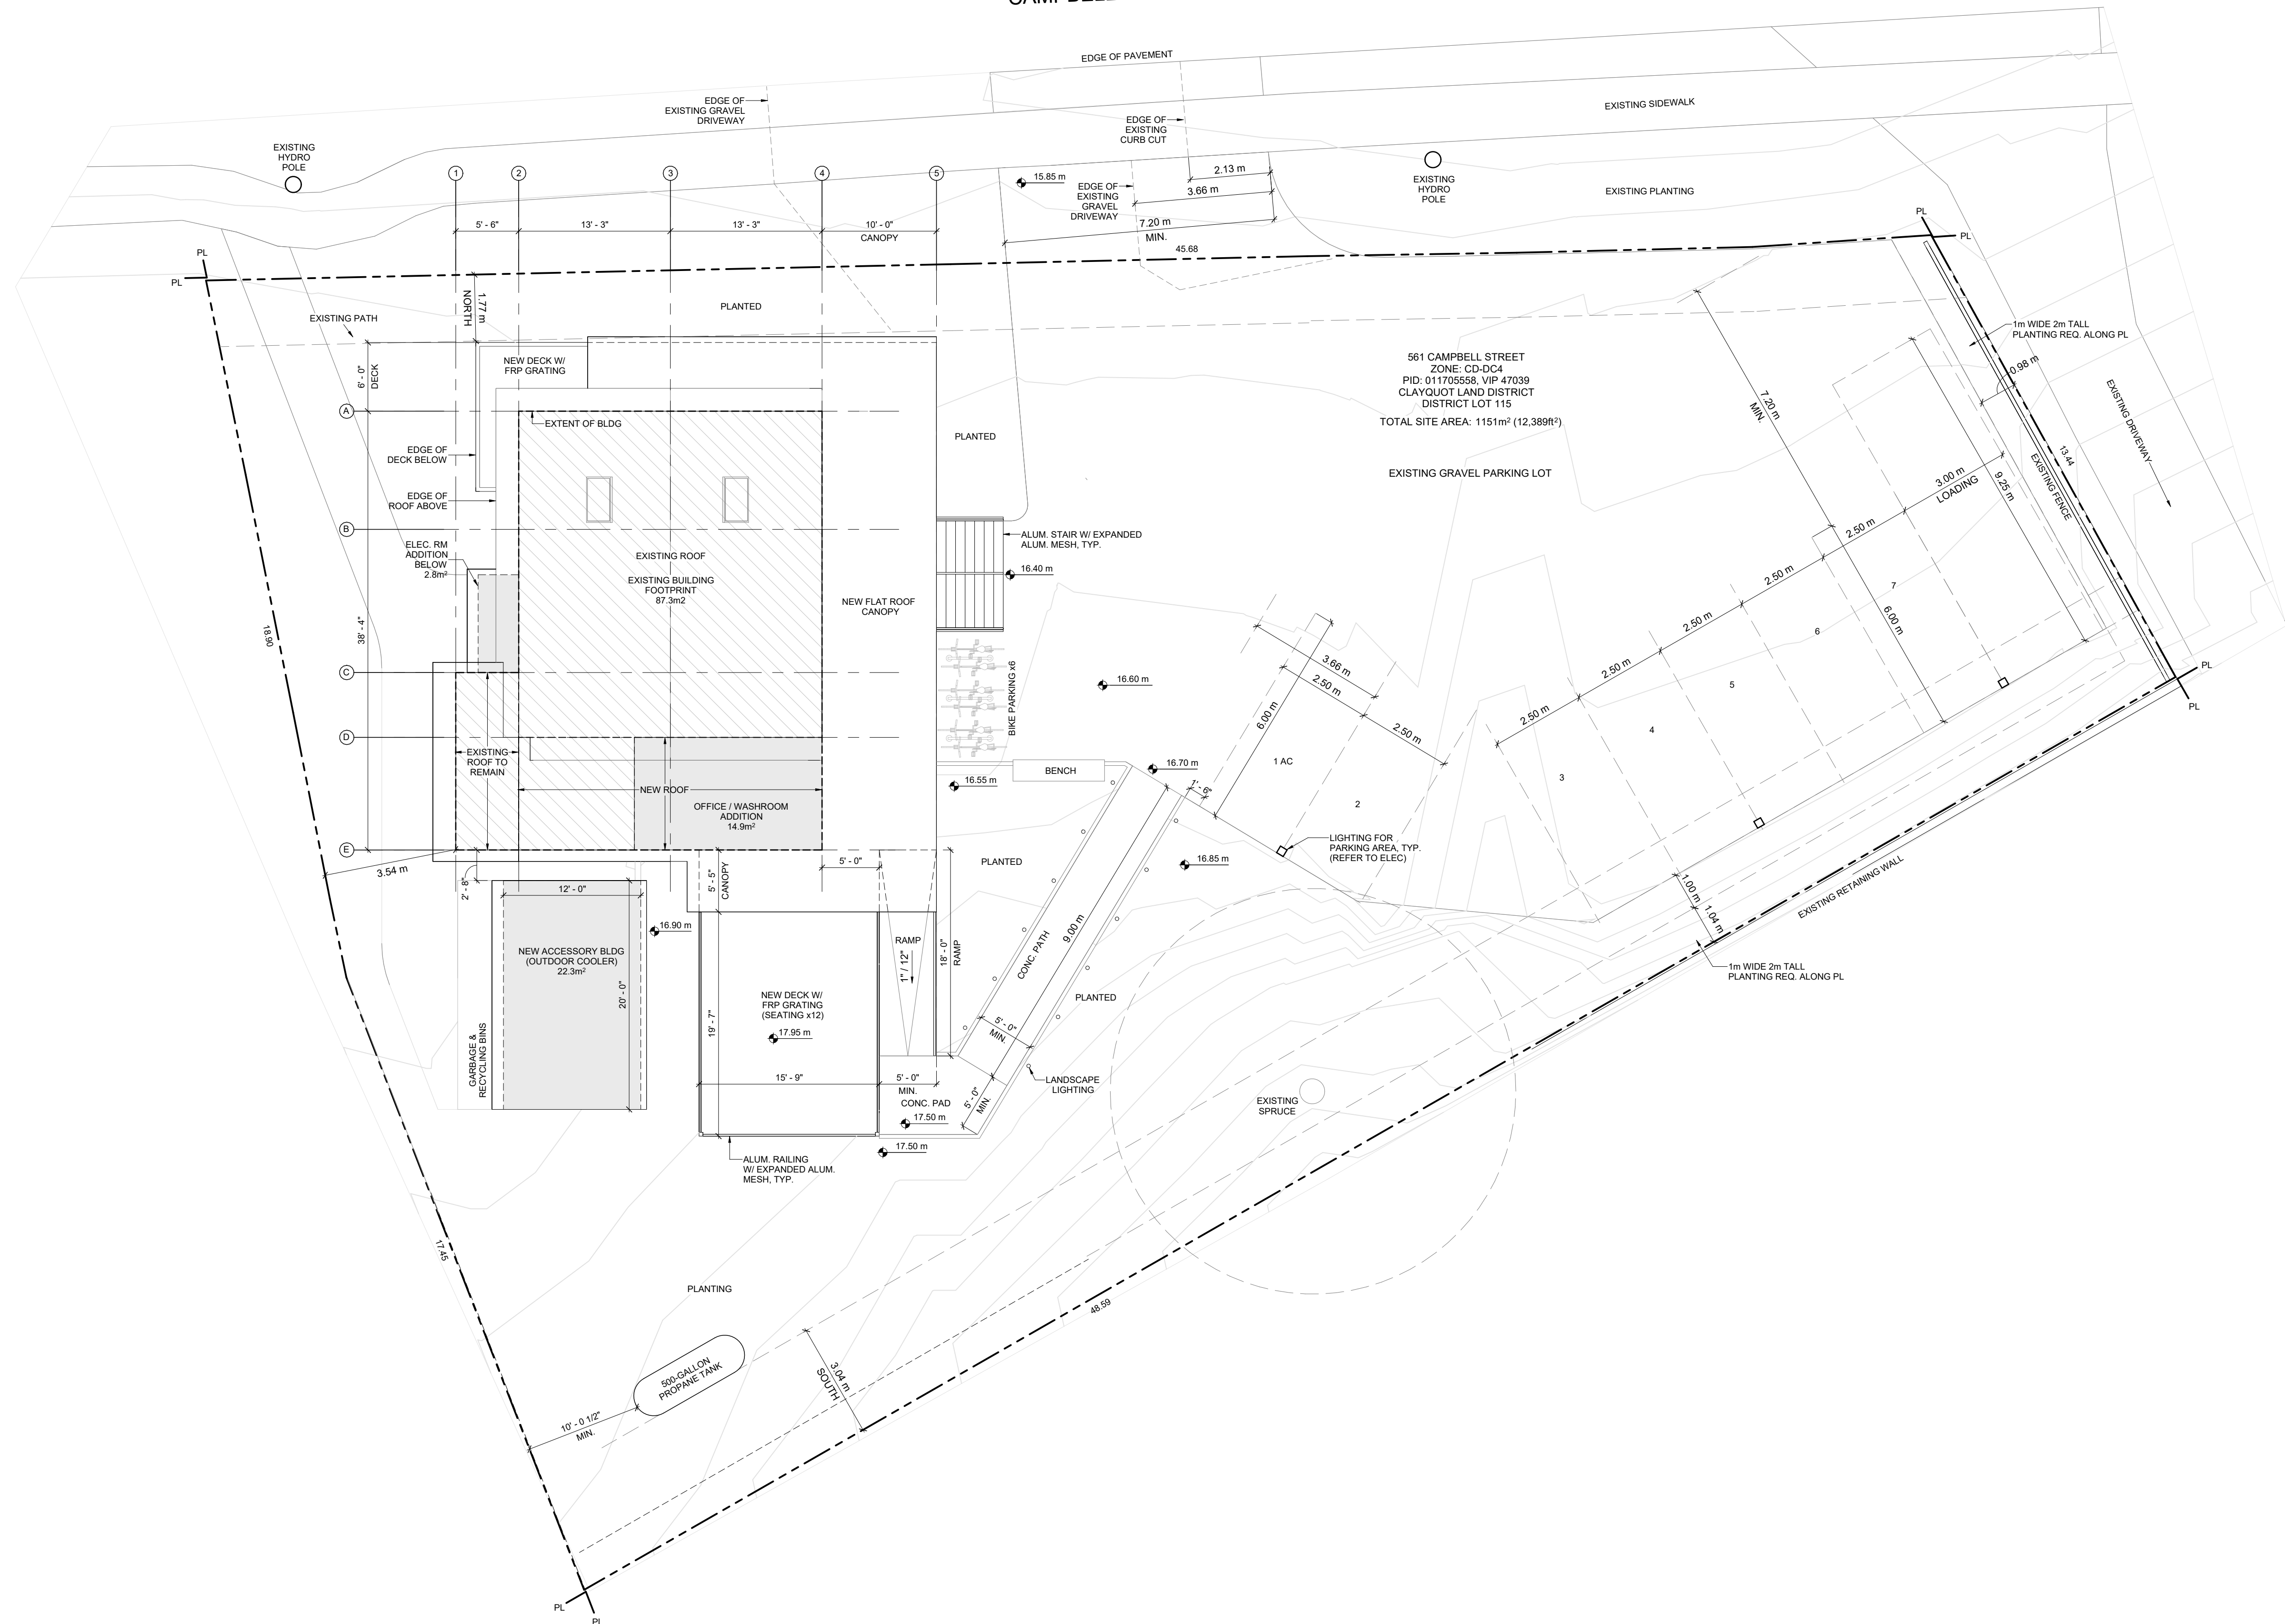 EDGE OF PAVEMENT
EDGE OF
EXISTING GRAVEL
DRIVEWAY
EXISTING SIDEWALK
EDGE OF
EXISTING
CURB CUT
EXISTING
HYDRO
POLE
1
2
3
4
5
15.85 m
EDGE OF
EXISTING
GRAVEL
DRIVEWAY
2.13 m
3.66 m
7.20 m
MIN.
EXISTING
HYDRO
POLE
EXISTING PLANTING
5' - 6"
13' - 3"
13' - 3"
10' - 0"
CANOPY
45.68
PL
PL
PL
PL
1.77 m
NORTH
PLANTED
EXISTING PATH
1m WIDE 2m TALL
PLANTING REQ. ALONG PL
0.98 m
561 CAMPBELL STREET
ZONE: CD-DC4
PID: 011705558, VIP 47039
CLAYQUOT LAND DISTRICT
DISTRICT LOT 115
TOTAL SITE AREA: 1151m² (12,389ft²)
NEW DECK W/
FRP GRATING
6' - 0"
DECK
A
EXTENT OF BLDG
EDGE OF
DECK BELOW
PLANTED
7.20 m
MIN.
EXISTING DRIVEWAY
13.44
EXISTING FENCE
EXISTING GRAVEL PARKING LOT
3.00 m
LOADING
9.25 m
EDGE OF
ROOF ABOVE
B
2.50 m
ALUM. STAIR W/ EXPANDED
ALUM. MESH, TYP.
ELEC. RM
ADDITION
BELOW
2.8m²
EXISTING ROOF
EXISTING BUILDING
FOOTPRINT
87.3m2
16.40 m
2.50 m
7
NEW FLAT ROOF
CANOPY
38' - 4"
18.90
2.50 m
6.00 m
6
C
BIKE PARKING x6
16.60 m
3.66 m
2.50 m
6.00 m
2.50 m
2.50 m
5
2.50 m
4
D
EXISTING
ROOF TO
REMAIN
16.70 m
1 AC
BENCH
16.55 m
3
NEW ROOF
OFFICE / WASHROOM
ADDITION
14.9m²
1'- 6"
2
E
LIGHTING FOR
PARKING AREA, TYP.
(REFER TO ELEC)
3.54 m
2' - 8"
5' - 5"
CANOPY
5' - 0"
PLANTED
16.85 m
1.00 m
1.04 m
EXISTING RETAINING WALL
PL
PL
12' - 0"
16.90 m
RAMP
1" / 12"
18' - 0"
RAMP
CONC. PATH
9.00 m
NEW ACCESSORY BLDG
(OUTDOOR COOLER)
22.3m²
20' - 0"
1m WIDE 2m TALL
PLANTING REQ. ALONG PL
NEW DECK W/
FRP GRATING
(SEATING x12)
17.95 m
19' - 7"
PLANTED
5' - 0"
MIN.
GARBAGE &
RECYCLING BINS
15' - 9"
5' - 0"
MIN.
CONC. PAD
17.50 m
5' - 0"
MIN.
LANDSCAPE
LIGHTING
EXISTING
SPRUCE
17.50 m
ALUM. RAILING
W/ EXPANDED ALUM.
MESH, TYP.
17.45
PLANTING
48.59
500-GALLON
PROPANE TANK
3.04 m
SOUTH
10' - 0 1/2"
MIN.
PL
PL